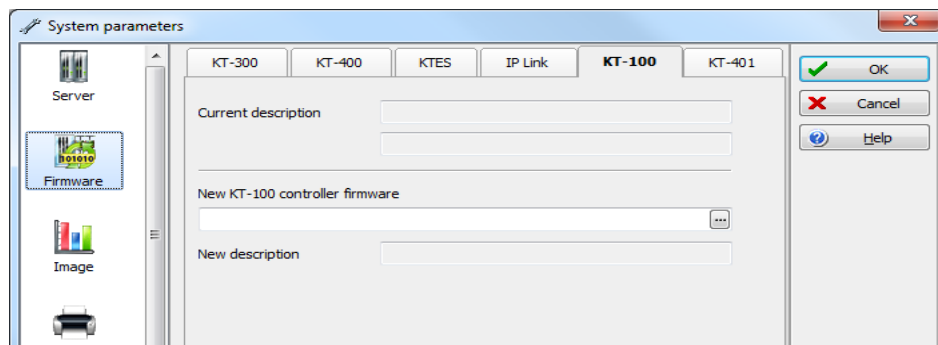 System parameters
Server
Firmware
Image
KT-300 KT-400 KTES IP Link KT-100 KT-401
Current description
New KT-100 controller firmware
...
New description
OK
Cancel
Help